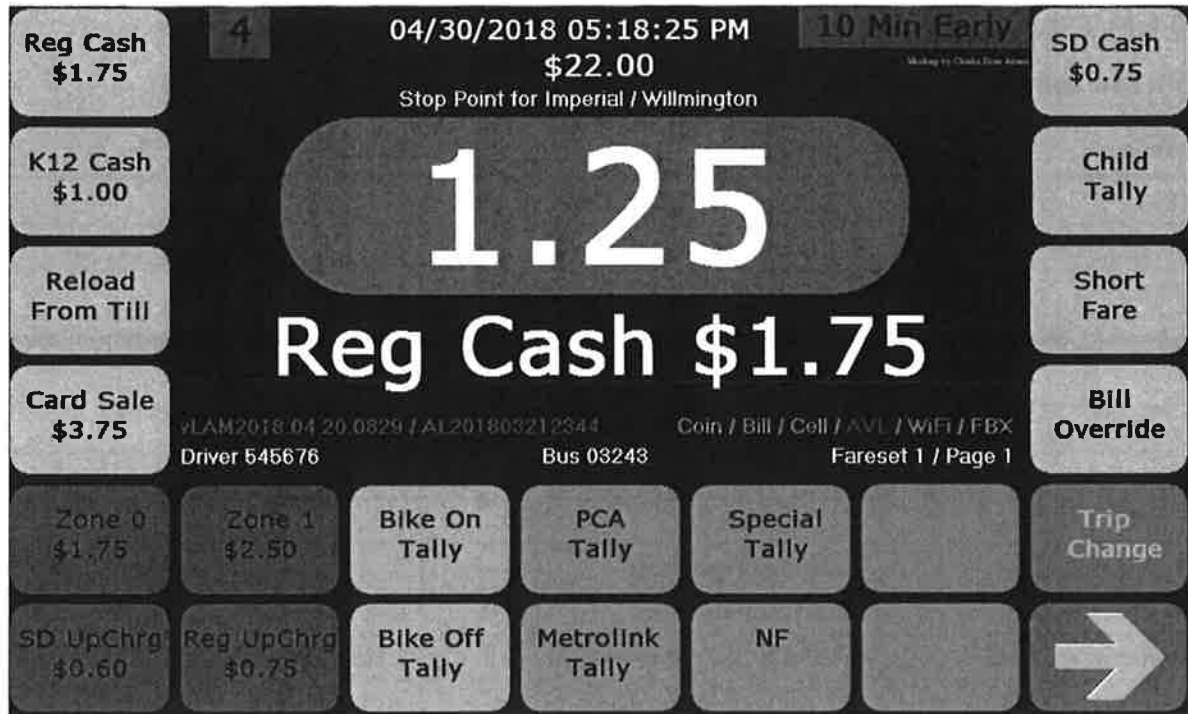 Reg Cash
$1.75
4
04/30/2018 05:18:25 PM
10 Min Early
SD Cash
$0.75
$22.00
Stop Point for Imperial / Willmington
K12 Cash
$1.00
1.25
Child
Tally
Reload
From Till
Short
Fare
Reg Cash $1.75
Card Sale
$3.75
Bill
Override
vLAM2018.04.20.0829 / AL201803212344
Coin / Bill / Cell / AVL / WiFi / FBX
Driver 545676
Bus 03243
Fareset 1 / Page 1
Zone 0
$1.75
Zone 1
$2.50
Bike On
Tally
PCA
Tally
Special
Tally
Trip
Change
SD UpChrg
$0.60
Reg UpChrg
$0.75
Bike Off
Tally
Metrolink
Tally
NF